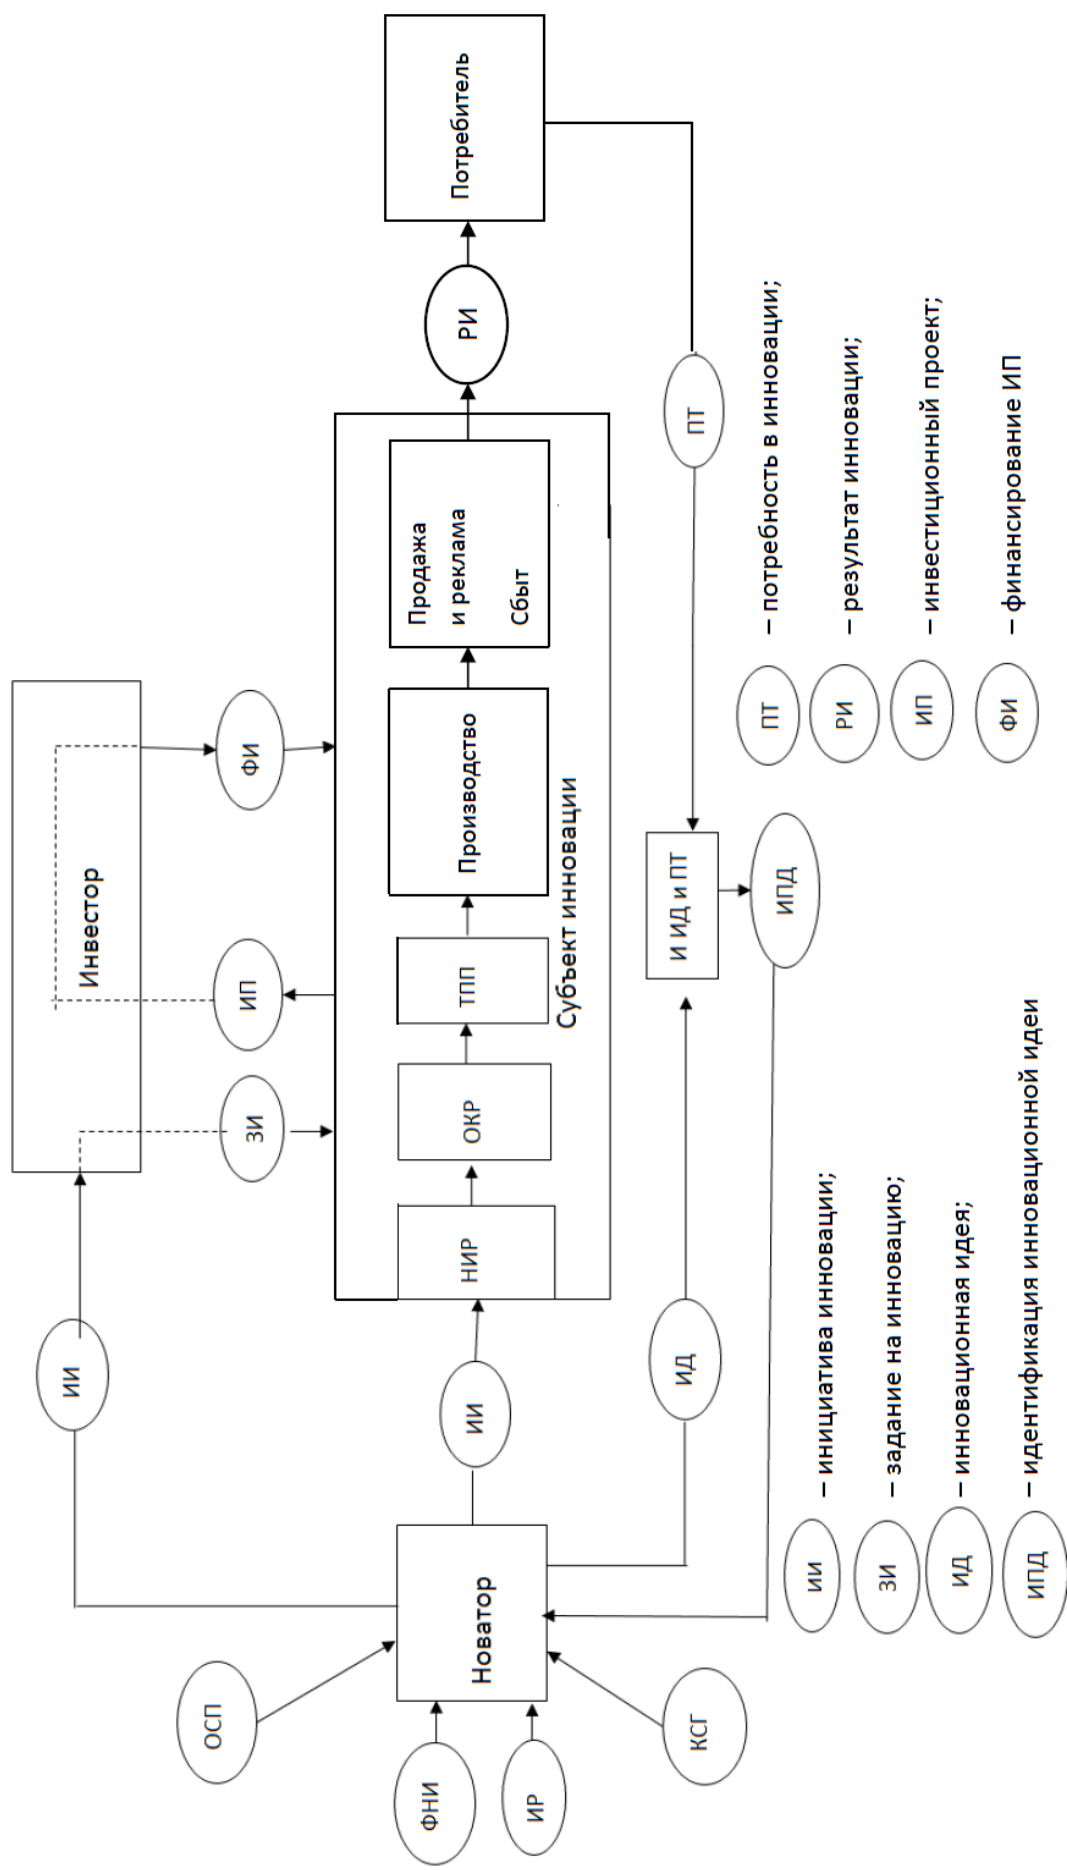 Инвестор
ИИ
ЗИ
ИП
ФИ
ОСП
ФНИ
ИР
КСГ
Новатор
ИИ
НИР
ОКР
ТПП
Производство
Продажа
и реклама
Сбыт
Субъект инновации
РИ
Потребитель
ИД
И ИД и ПТ
ПТ
ИПД
ИИ – инициатива инновации;
ЗИ – задание на инновацию;
ИД – инновационная идея;
ИПД – идентификация инновационной идеи
ПТ – потребность в инновации;
РИ – результат инновации;
ИП – инвестиционный проект;
ФИ – финансирование ИП